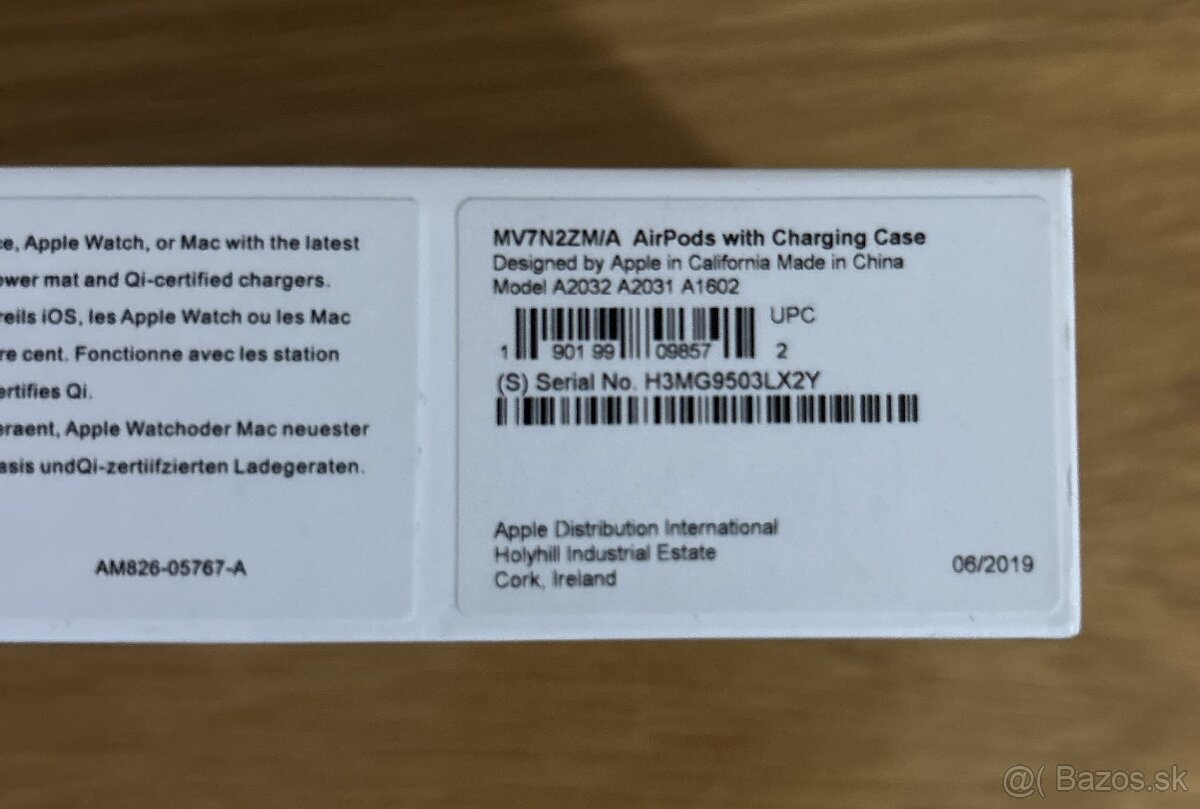 ce, Apple Watch, or Mac with the latest
ower mat and Qi-certified chargers.
reils iOS, les Apple Watch ou les Mac
re cent. Fonctionne avec les station
ertifies Qi.
eraent, Apple Watchoder Mac neuester
asis undQi-zertiifzierten Ladegeraten.
AM826-05767-A
MV7N2ZM/A AirPods with Charging Case
Designed by Apple in California Made in China
Model A2032 A2031 A1602
UPC
1 901 99 09857 2
(S) Serial No. H3MG9503LX2Y
Apple Distribution International
Holyhill Industrial Estate
Cork, Ireland
06/2019
@( Bazos.sk